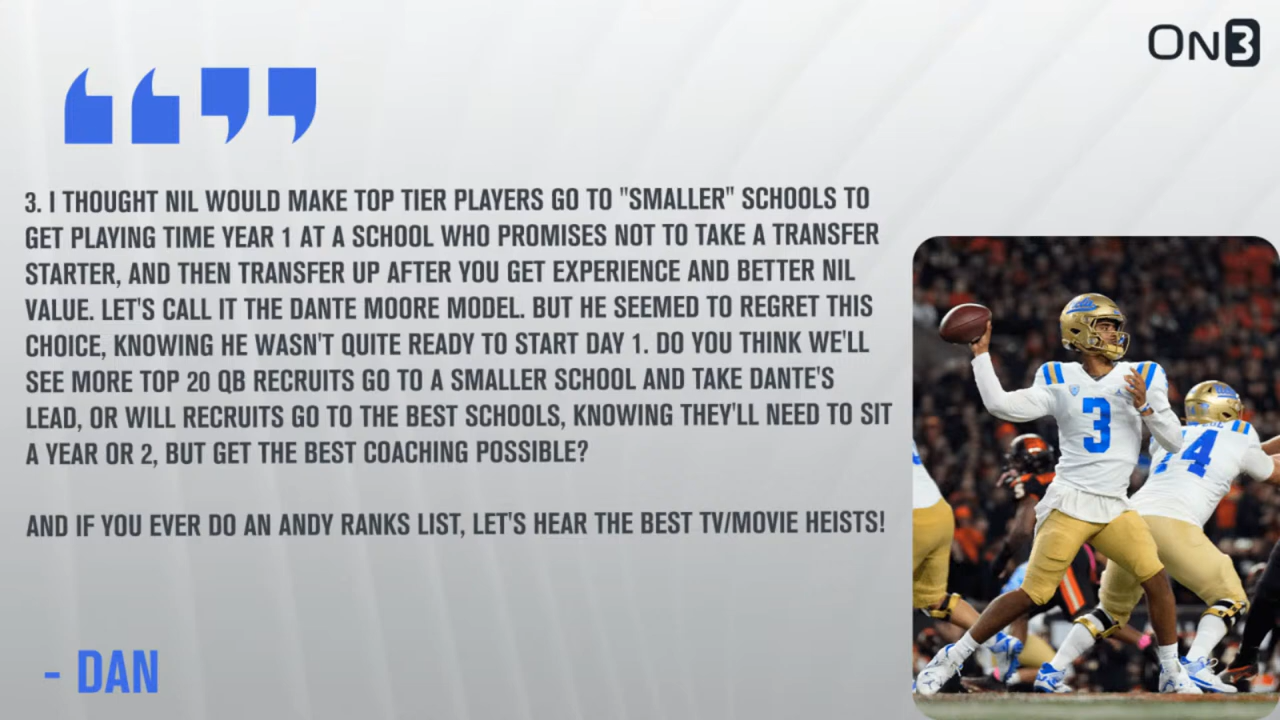 ON3
3. I THOUGHT NIL WOULD MAKE TOP TIER PLAYERS GO TO "SMALLER" SCHOOLS TO
GET PLAYING TIME YEAR 1 AT A SCHOOL WHO PROMISES NOT TO TAKE A TRANSFER
STARTER, AND THEN TRANSFER UP AFTER YOU GET EXPERIENCE AND BETTER NIL
VALUE. LET'S CALL IT THE DANTE MOORE MODEL. BUT HE SEEMED TO REGRET THIS
CHOICE, KNOWING HE WASN'T QUITE READY TO START DAY 1. DO YOU THINK WE'LL
SEE MORE TOP 20 QB RECRUITS GO TO A SMALLER SCHOOL AND TAKE DANTE'S
LEAD, OR WILL RECRUITS GO TO THE BEST SCHOOLS, KNOWING THEY'LL NEED TO SIT
A YEAR OR 2, BUT GET THE BEST COACHING POSSIBLE?
AND IF YOU EVER DO AN ANDY RANKS LIST, LET'S HEAR THE BEST TV/MOVIE HEISTS!
- DAN
3
74